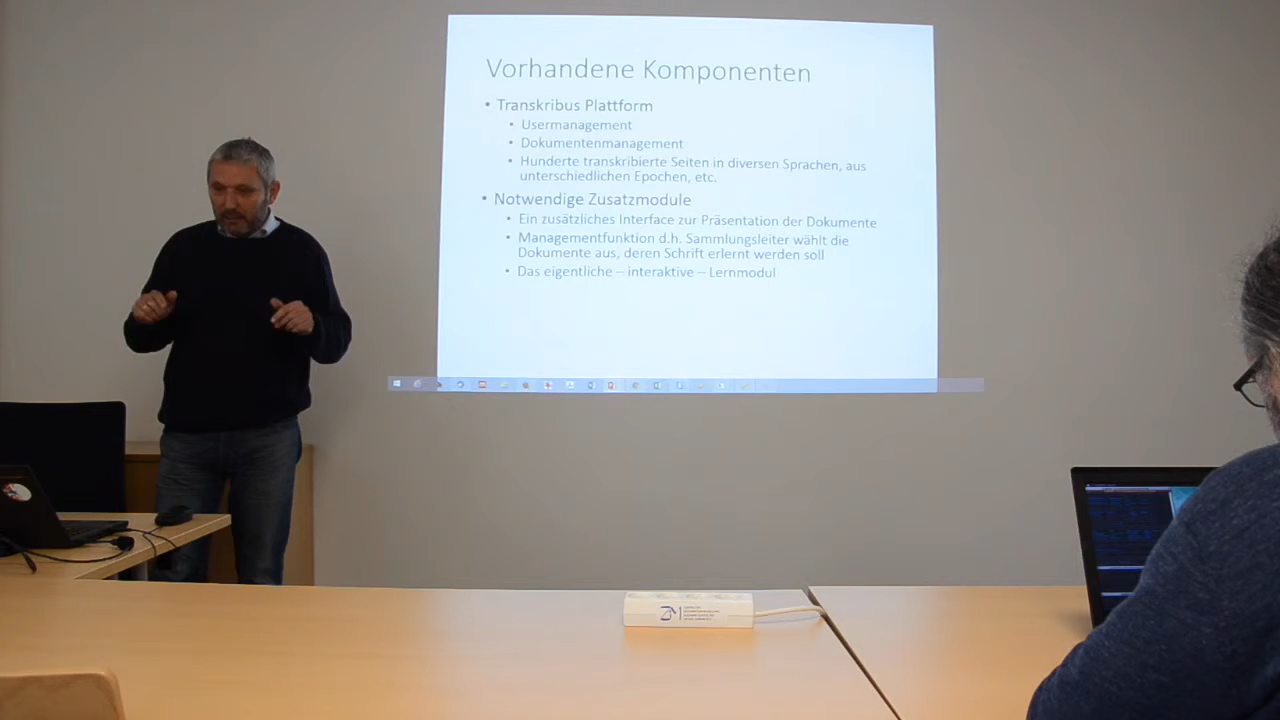 Vorhandene Komponenten
• Transkribus Plattform
• Usermanagement
• Dokumentenmanagement
• Hunderte transkribierte Seiten in diversen Sprachen, aus
unterschiedlichen Epochen, etc.
• Notwendige Zusatzmodule
• Ein zusätzliches Interface zur Präsentation der Dokumente
• Managementfunktion d.h. Sammlungsleiter wählt die
Dokumente aus, deren Schrift erlernt werden soll
• Das eigentliche – interaktive – Lernmodul